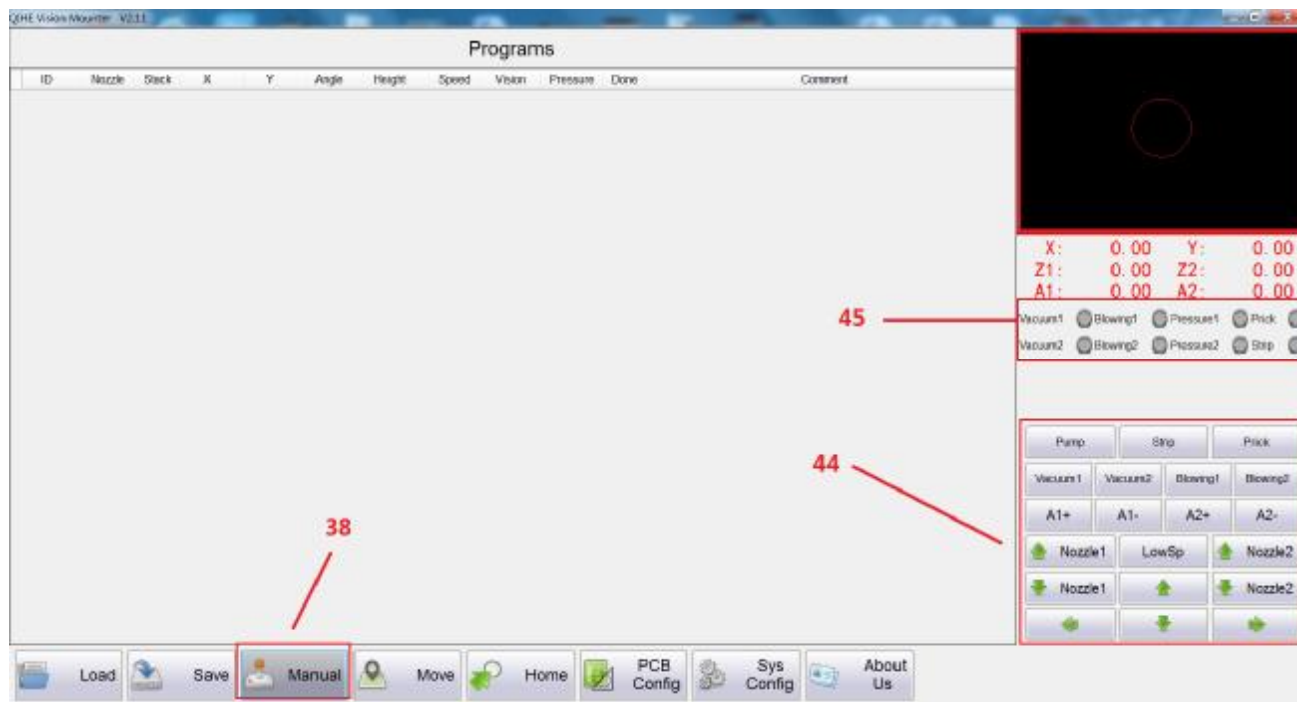 QIHE Vision Mounter V2.1.1
Programs
ID Nozzle Stack X Y Angle Height Speed Vision Pressure Done Comment
X: 0.00 Y: 0.00
Z1: 0.00 Z2: 0.00
A1: 0.00 A2: 0.00
45
Vacuum1 Blowing1 Pressure1 Prick
Vacuum2 Blowing2 Pressure2 Strip
44
Pump Strip Prick
Vacuum1 Vacuum2 Blowing1 Blowing2
A1+ A1- A2+ A2-
38
Nozzle1 LowSp Nozzle2
Nozzle1 Nozzle2
Load Save Manual Move Home PCB Config Sys Config About Us